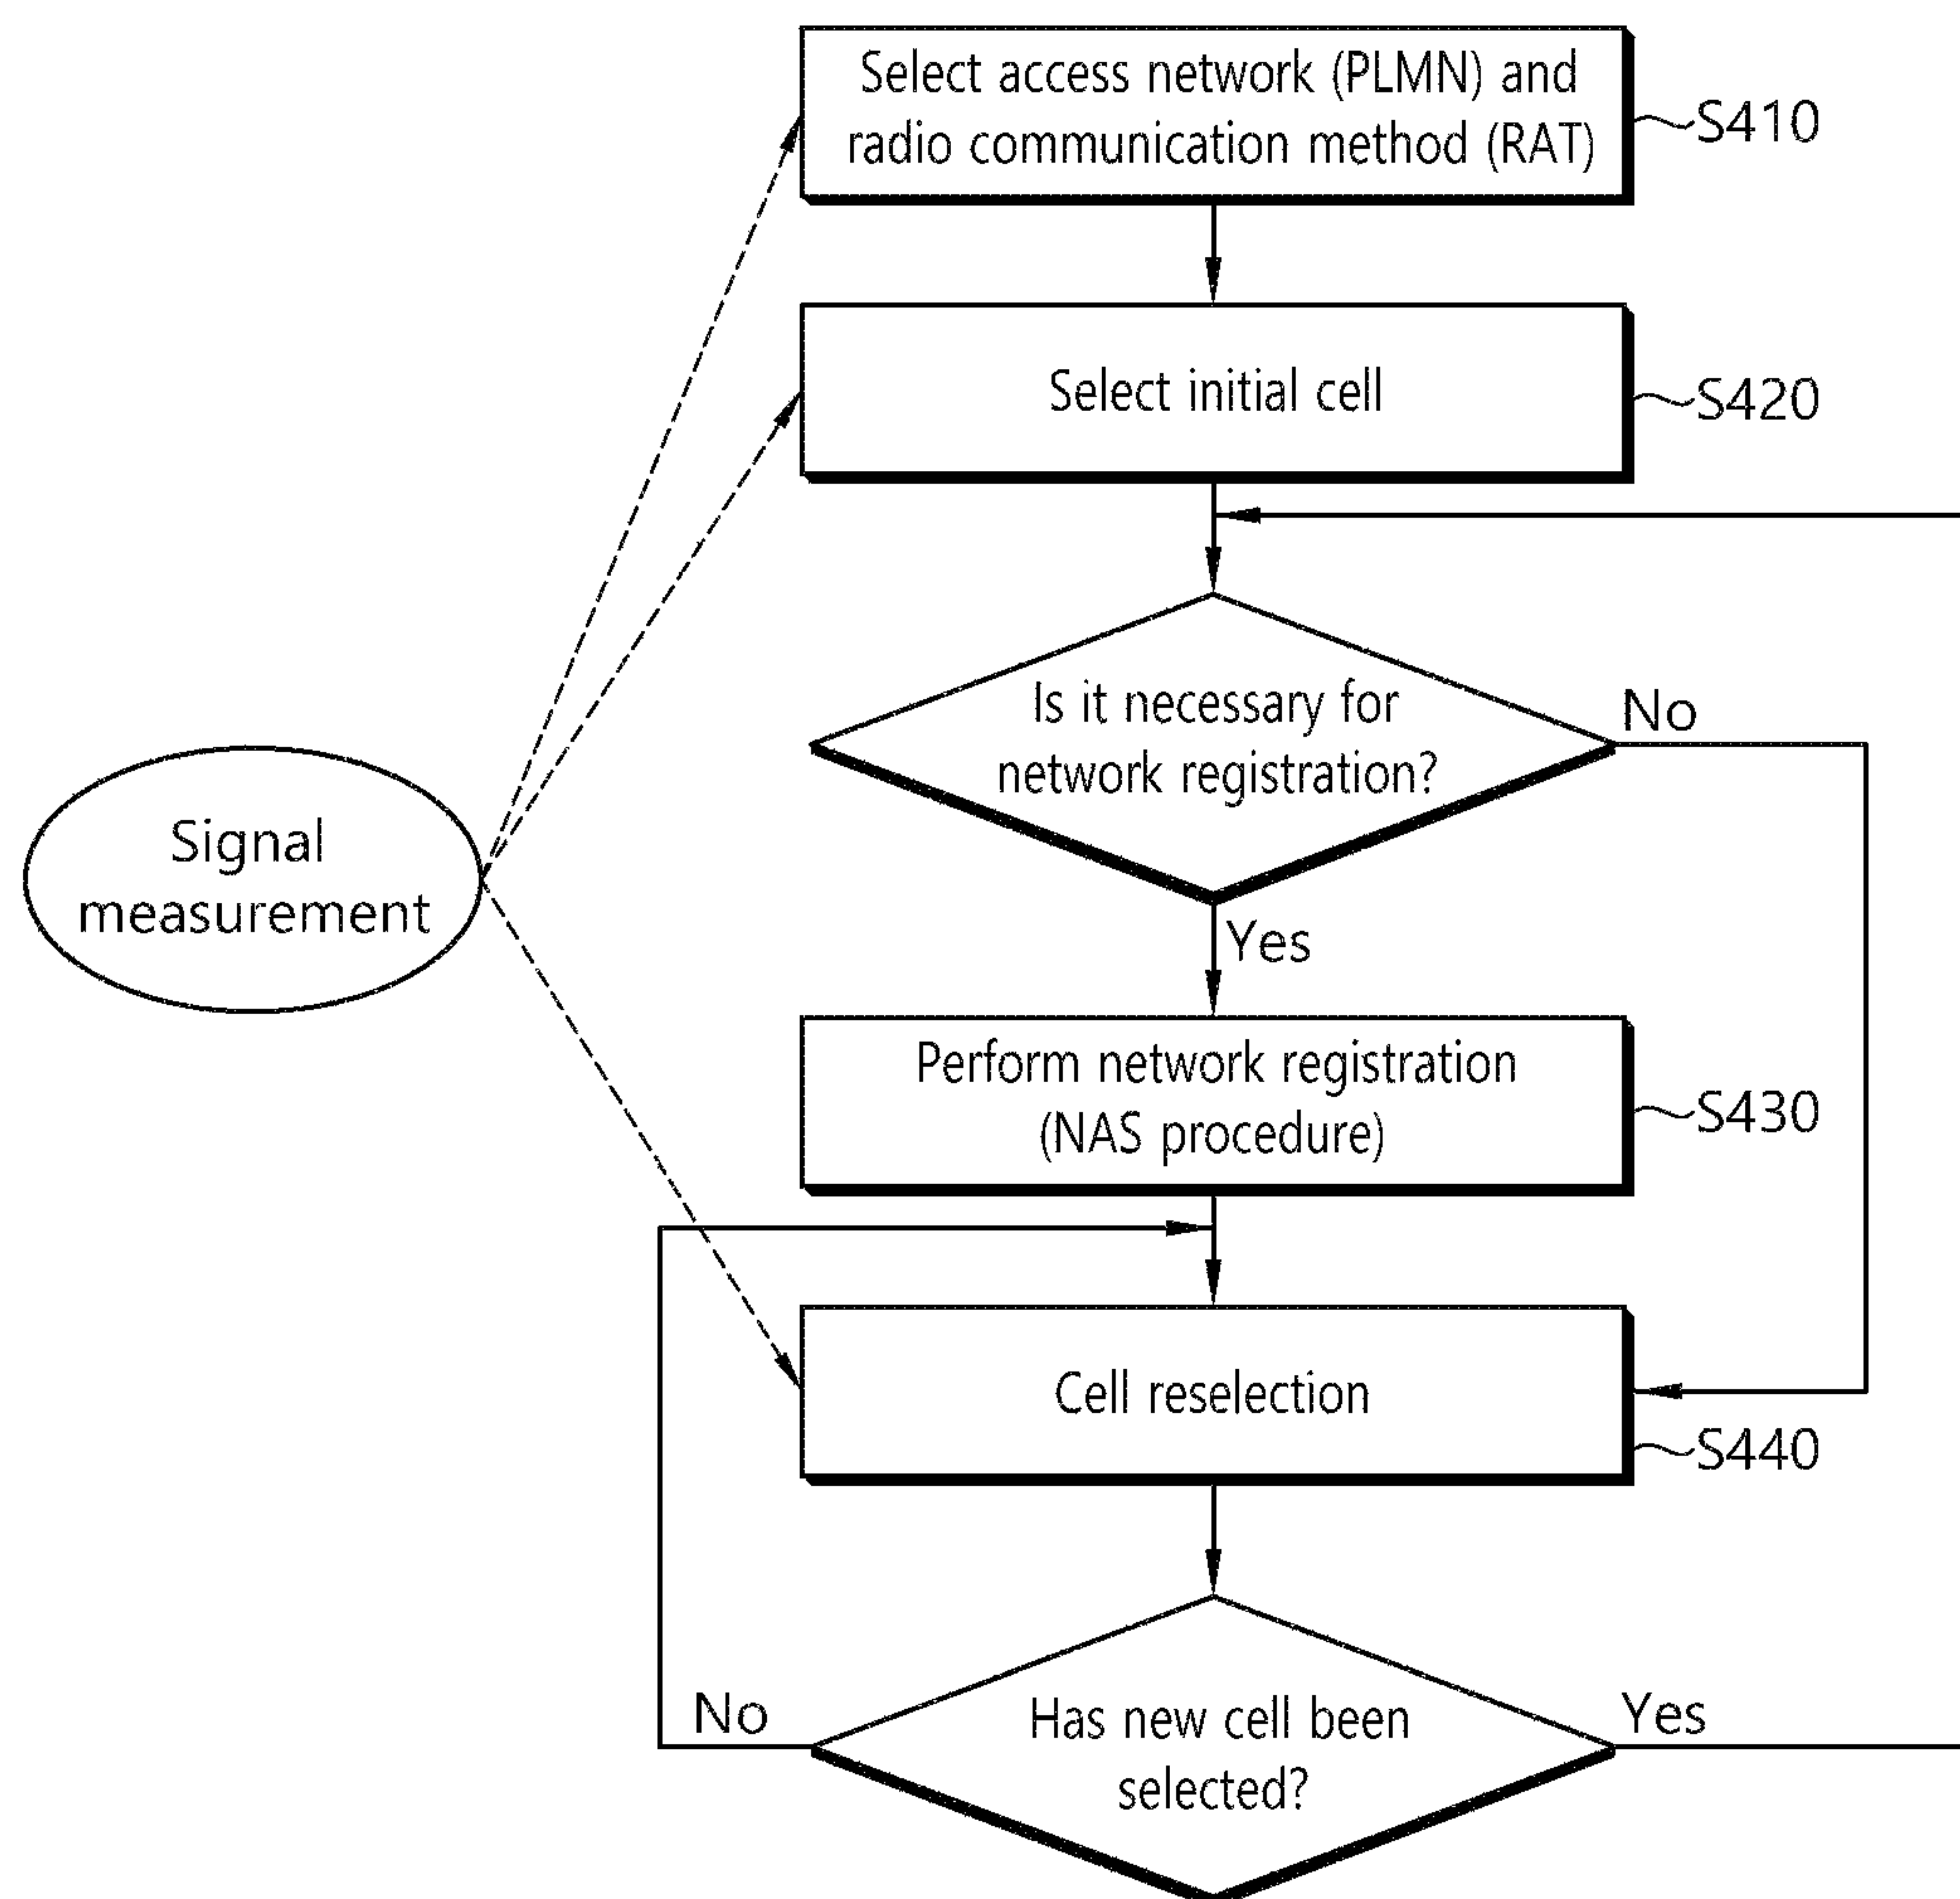 Select access network (PLMN) and
radio communication method (RAT)
S410
Select initial cell
S420
Is it necessary for
network registration?
No
Signal
measurement
Yes
Perform network registration
(NAS procedure)
S430
Cell reselection
S440
No
Has new cell been
selected?
Yes